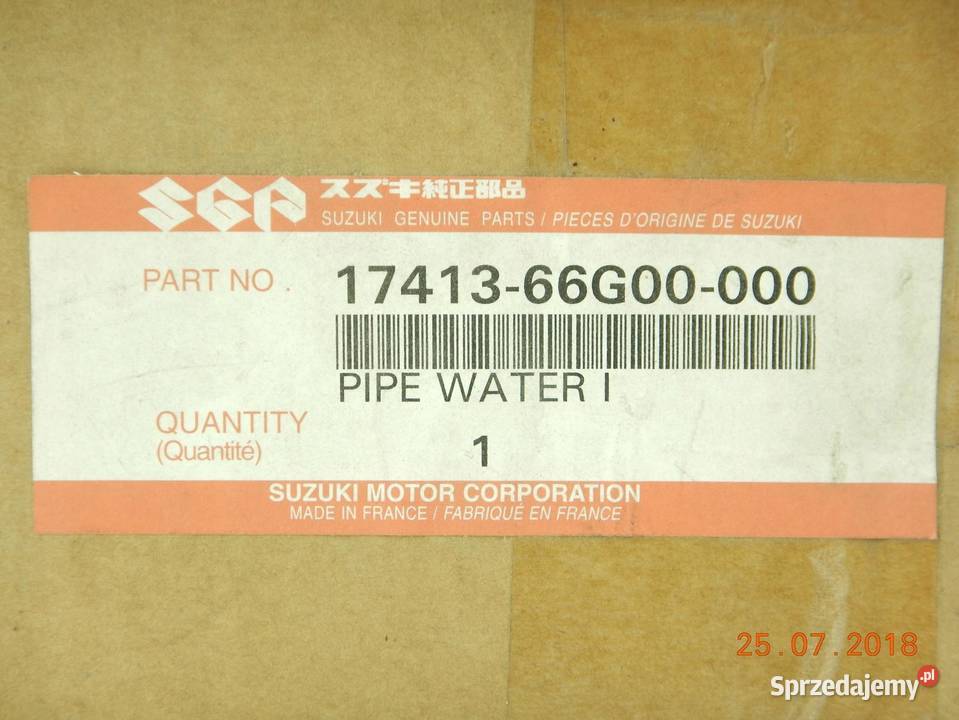 SGP スズキ純正部品
SUZUKI GENUINE PARTS / PIECES D'ORIGINE DE SUZUKI
PART NO . 17413-66G00-000
PIPE WATER I
QUANTITY
(Quantité) 1
SUZUKI MOTOR CORPORATION
MADE IN FRANCE / FABRIQUÉ EN FRANCE
25.07.2018
Sprzedajemy.pl